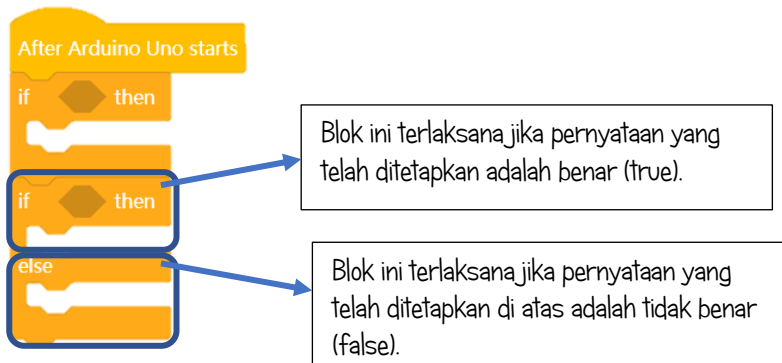 After Arduino Uno starts
if then
Blok ini terlaksana jika pernyataan yang
telah ditetapkan adalah benar (true).
if then
else
Blok ini terlaksana jika pernyataan yang
telah ditetapkan di atas adalah tidak benar
(false).